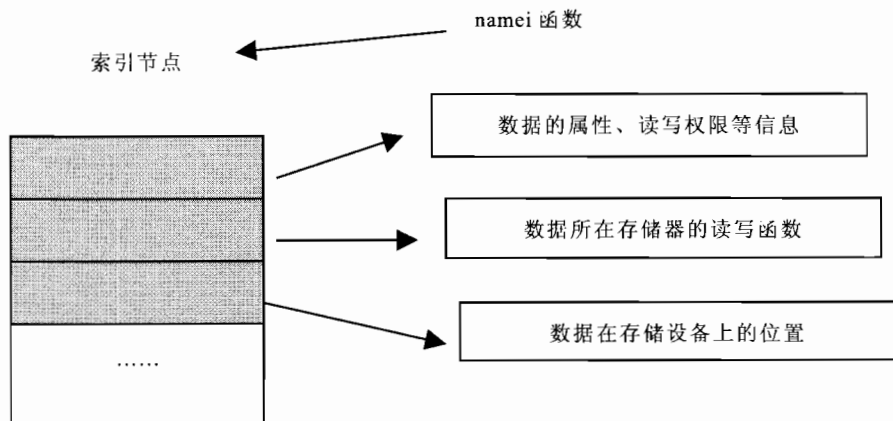 namei 函数
索引节点
数据的属性、读写权限等信息
数据所在存储器的读写函数
数据在存储设备上的位置
……